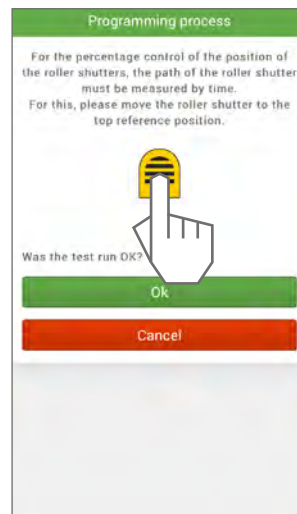 Programming process
For the percentage control of the position of
the roller shutters, the path of the roller shutter
must be measured by time.
For this, please move the roller shutter to the
top reference position.
Was the test run OK?
Ok
Cancel